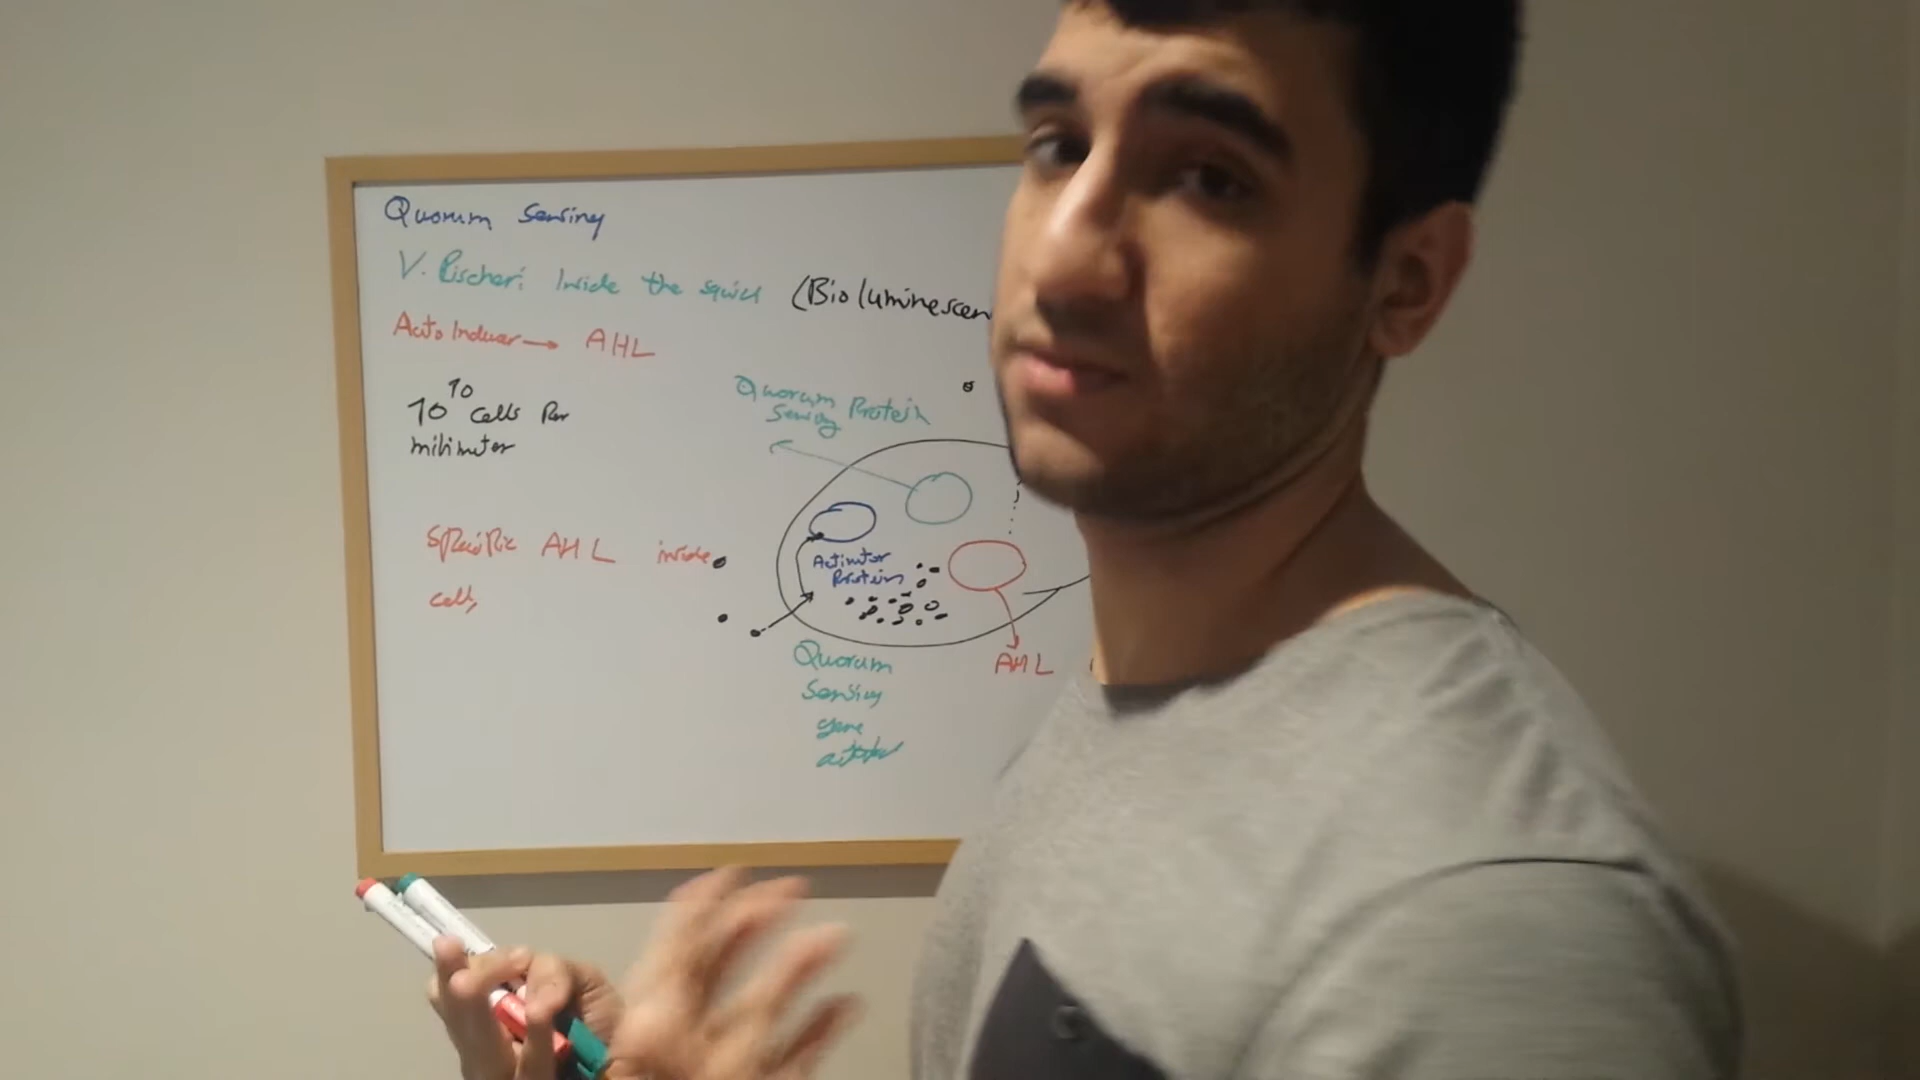 Quorum Sensing
V. Fischeri: Inside the squid (Bioluminescen
Auto Inducer → AHL
10^10 Cells Per
milimeter
Quorum
Sensing Protein
Specific AHL inside
cell,
Activator
Protein
AHL
Quorum
Sensing
gene